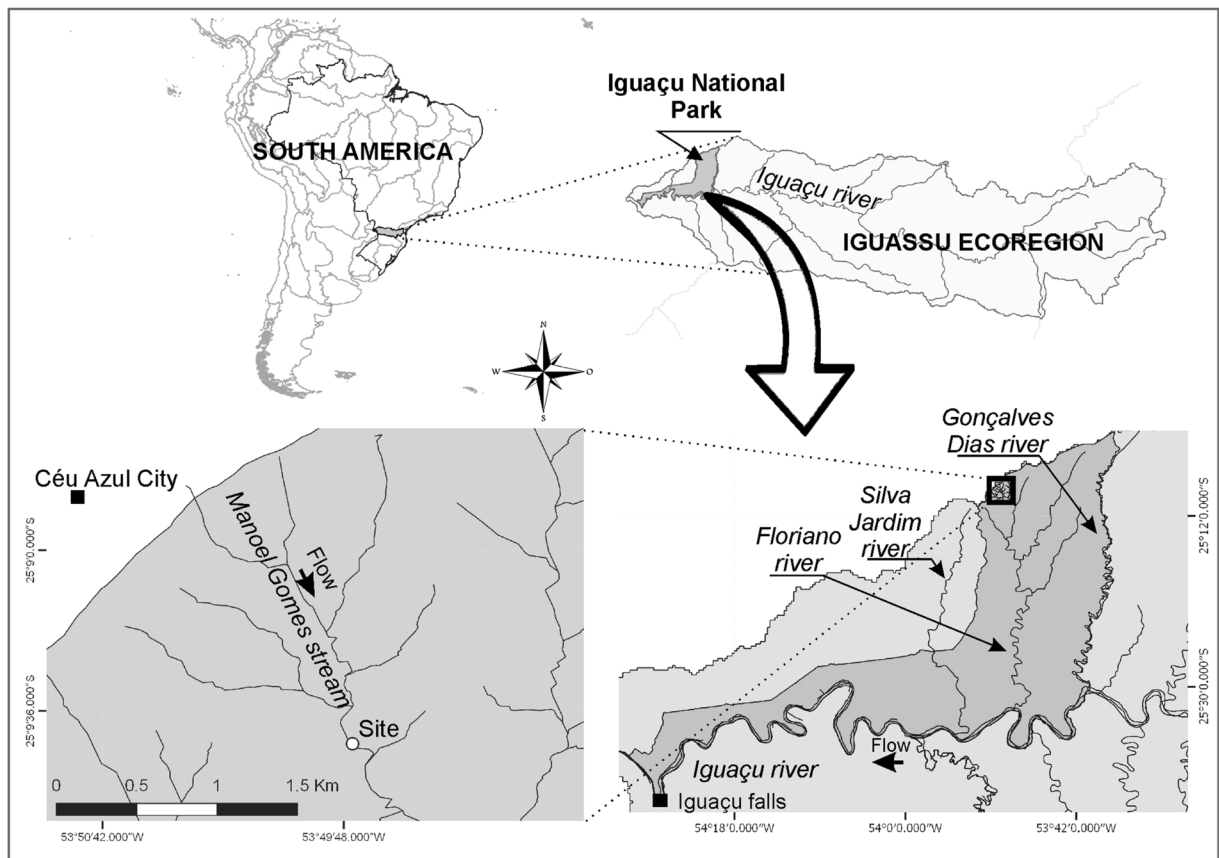 SOUTH AMERICA
Iguaçu National
Park
Iguaçu river
IGUASSU ECOREGION
N
W
O
S
Céu Azul City
Manoel Gomes stream
Flow
Site
0
0.5
1
1.5 Km
25°9'0.000"S
25°9'36.000"S
53°50'42.000"W
53°49'48.000"W
Gonçalves
Dias river
Silva
Jardim
river
Floriano
river
Flow
Iguaçu river
Iguaçu falls
25°12'0.000"S
25°30'0.000"S
54°18'0.000"W
54°0'0.000"W
53°42'0.000"W